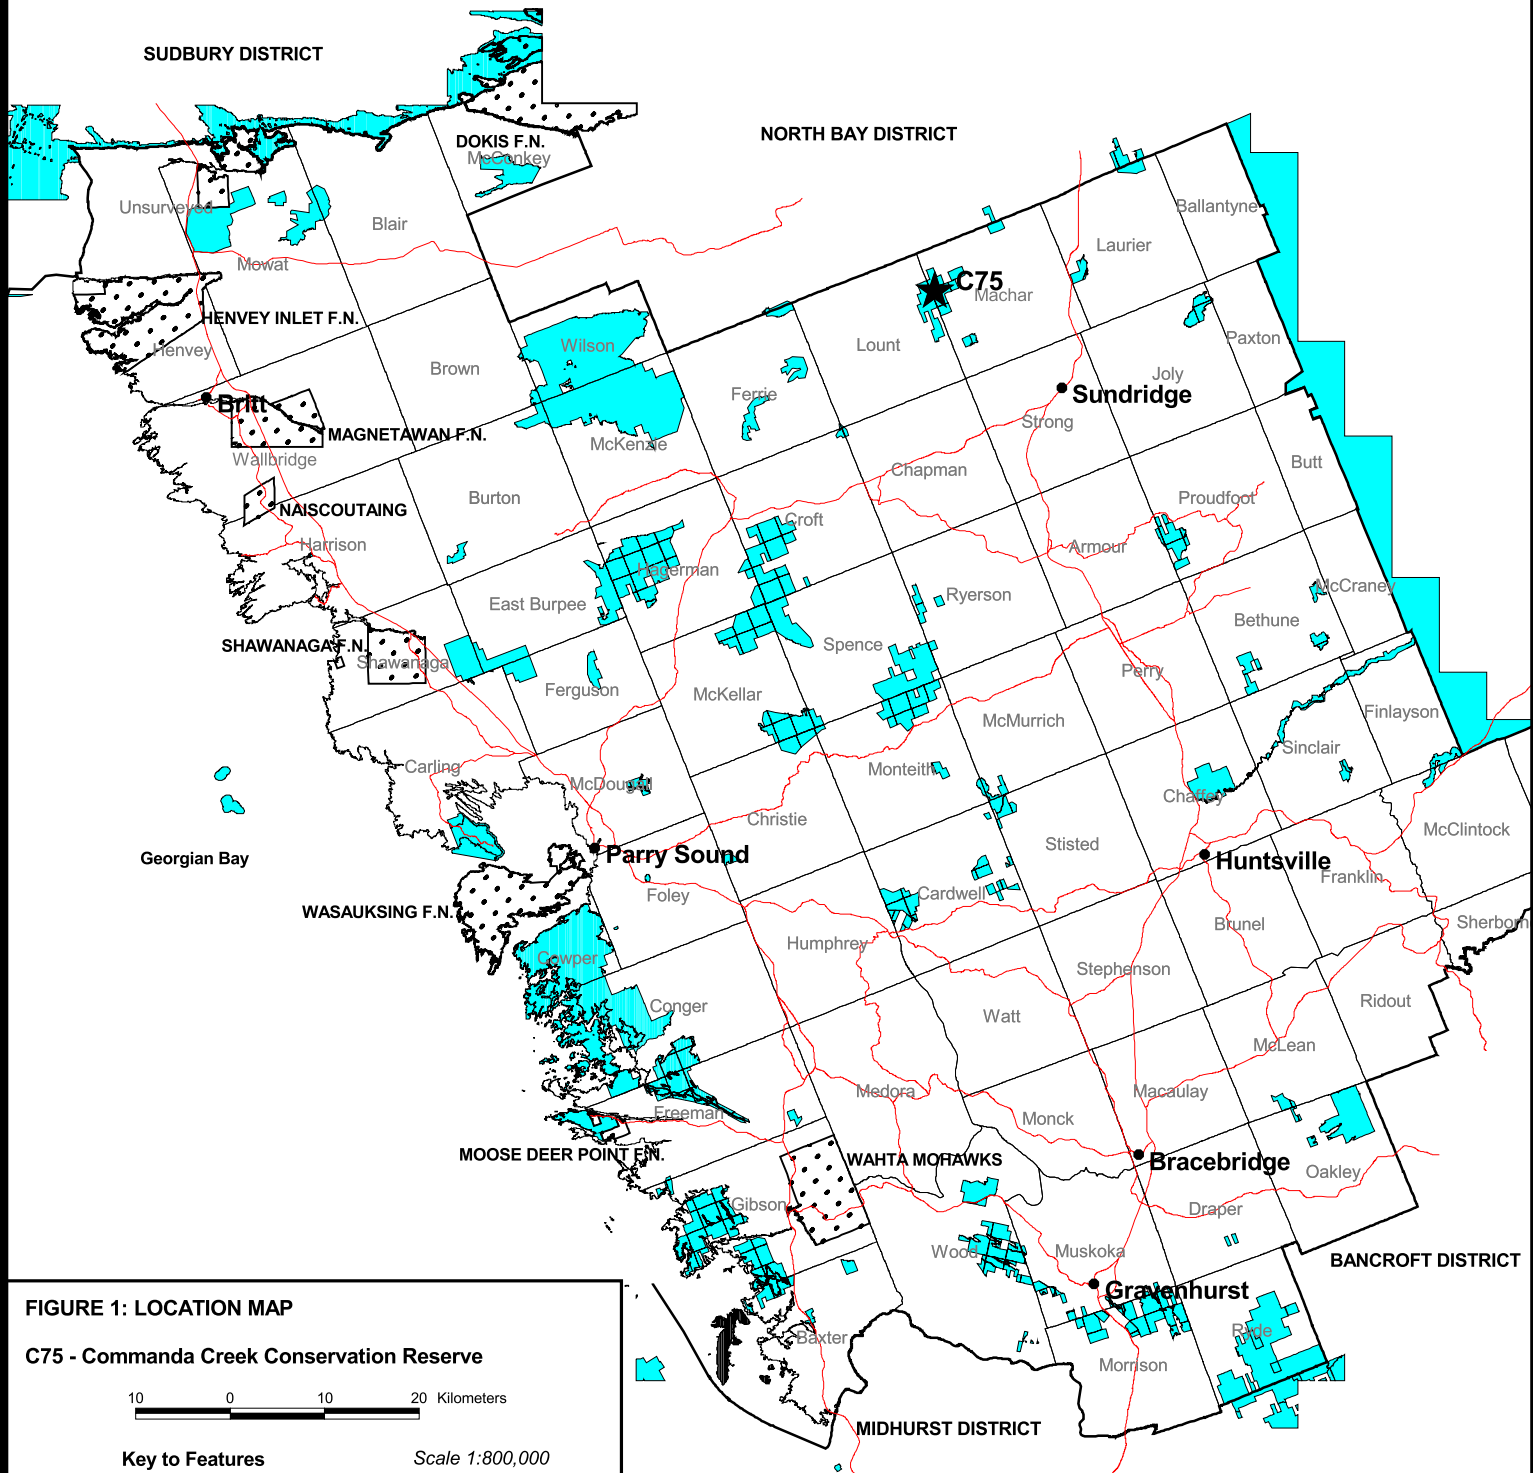 SUDBURY DISTRICT
NORTH BAY DISTRICT
DOKIS F.N.
McConkey
Unsurveyed
Blair
Ballantyne
Laurier
Mowat
C75
Machar
HENVEY INLET F.N.
Henvey
Wilson
Lount
Paxton
Brown
Joly
Ferrie
Sundridge
Britt
Strong
MAGNETAWAN F.N.
McKenzie
Wallbridge
Chapman
Butt
Burton
Proudfoot
NAISCOUTAING
Croft
Harrison
Armour
Hagerman
McCraney
East Burpee
Ryerson
Bethune
SHAWANAGA F.N.
Spence
Shawanaga
Perry
Ferguson
McKellar
McMurrich
Finlayson
Sinclair
Carling
Monteith
McDougall
Chaffey
Christie
McClintock
Stisted
Georgian Bay
Parry Sound
Huntsville
Franklin
Foley
Cardwell
WASAUKSING F.N.
Brunel
Sherborn
Humphrey
Cowper
Stephenson
Conger
Ridout
Watt
McLean
Medora
Macaulay
Freeman
Monck
MOOSE DEER POINT F.N.
WAHTA MOHAWKS
Bracebridge
Oakley
Gibson
Draper
Wood
Muskoka
BANCROFT DISTRICT
Gravenhurst
Ryde
Baxter
Morrison
MIDHURST DISTRICT
FIGURE 1: LOCATION MAP
C75 - Commanda Creek Conservation Reserve
10 0 10 20 Kilometers
Key to Features
Scale 1:800,000